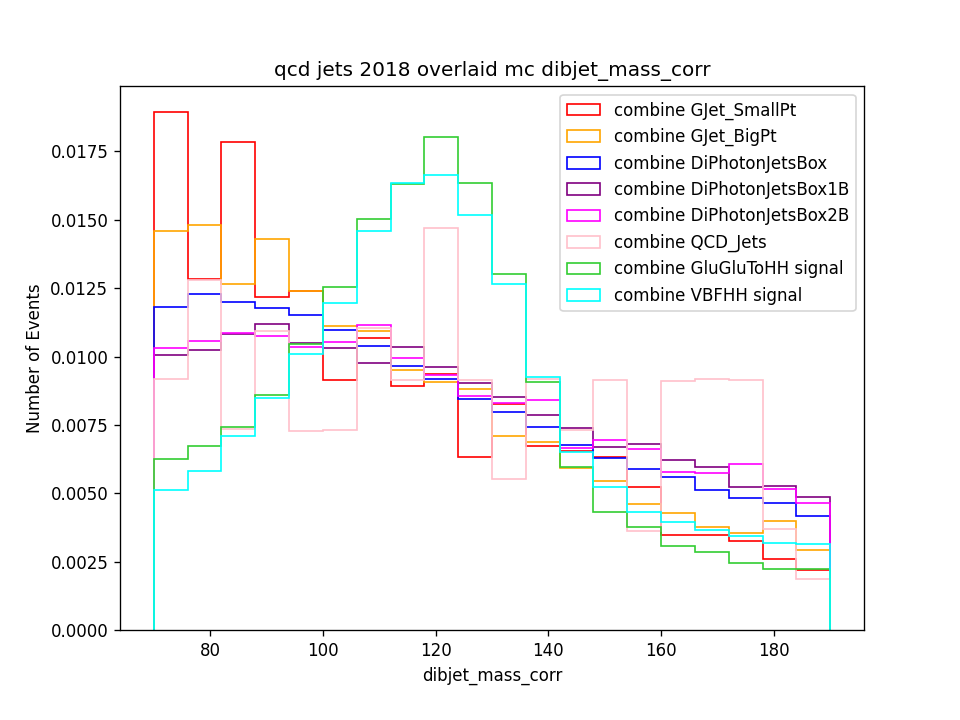 qcd jets 2018 overlaid mc dibjet_mass_corr
combine GJet_SmallPt
combine GJet_BigPt
combine DiPhotonJetsBox
combine DiPhotonJetsBox1B
combine DiPhotonJetsBox2B
combine QCD_Jets
combine GluGluToHH signal
combine VBFHH signal
Number of Events
0.0175
0.0150
0.0125
0.0100
0.0075
0.0050
0.0025
0.0000
80 100 120 140 160 180
dibjet_mass_corr